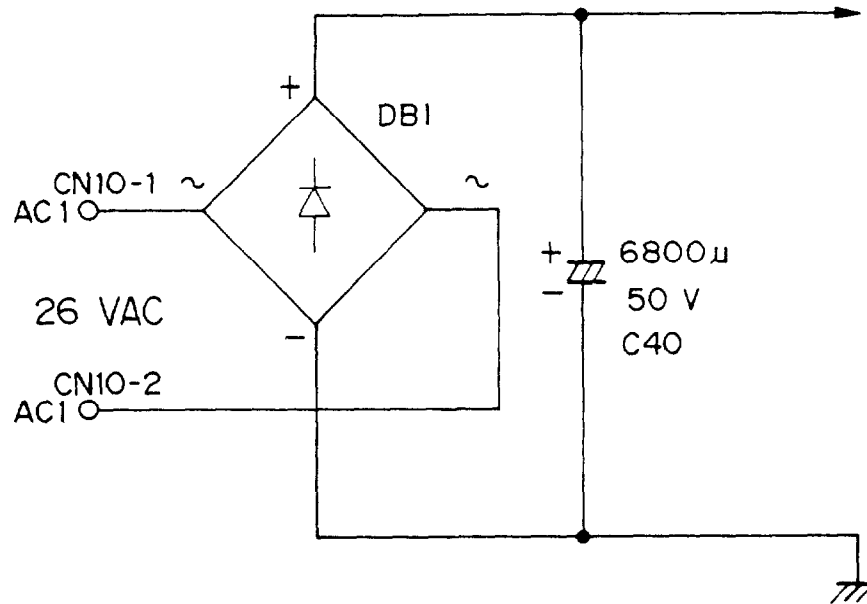 +
DB1
CN10-1 ~
~
AC1
+ 6800μ
- 50 V
C40
26 VAC
-
CN10-2
AC1